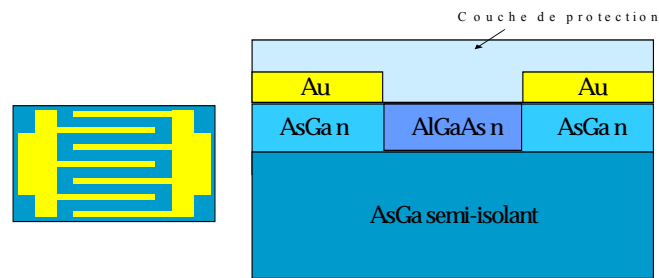 Couche de protection
Au Au
AsGa n AlGaAs n AsGa n
AsGa semi-isolant